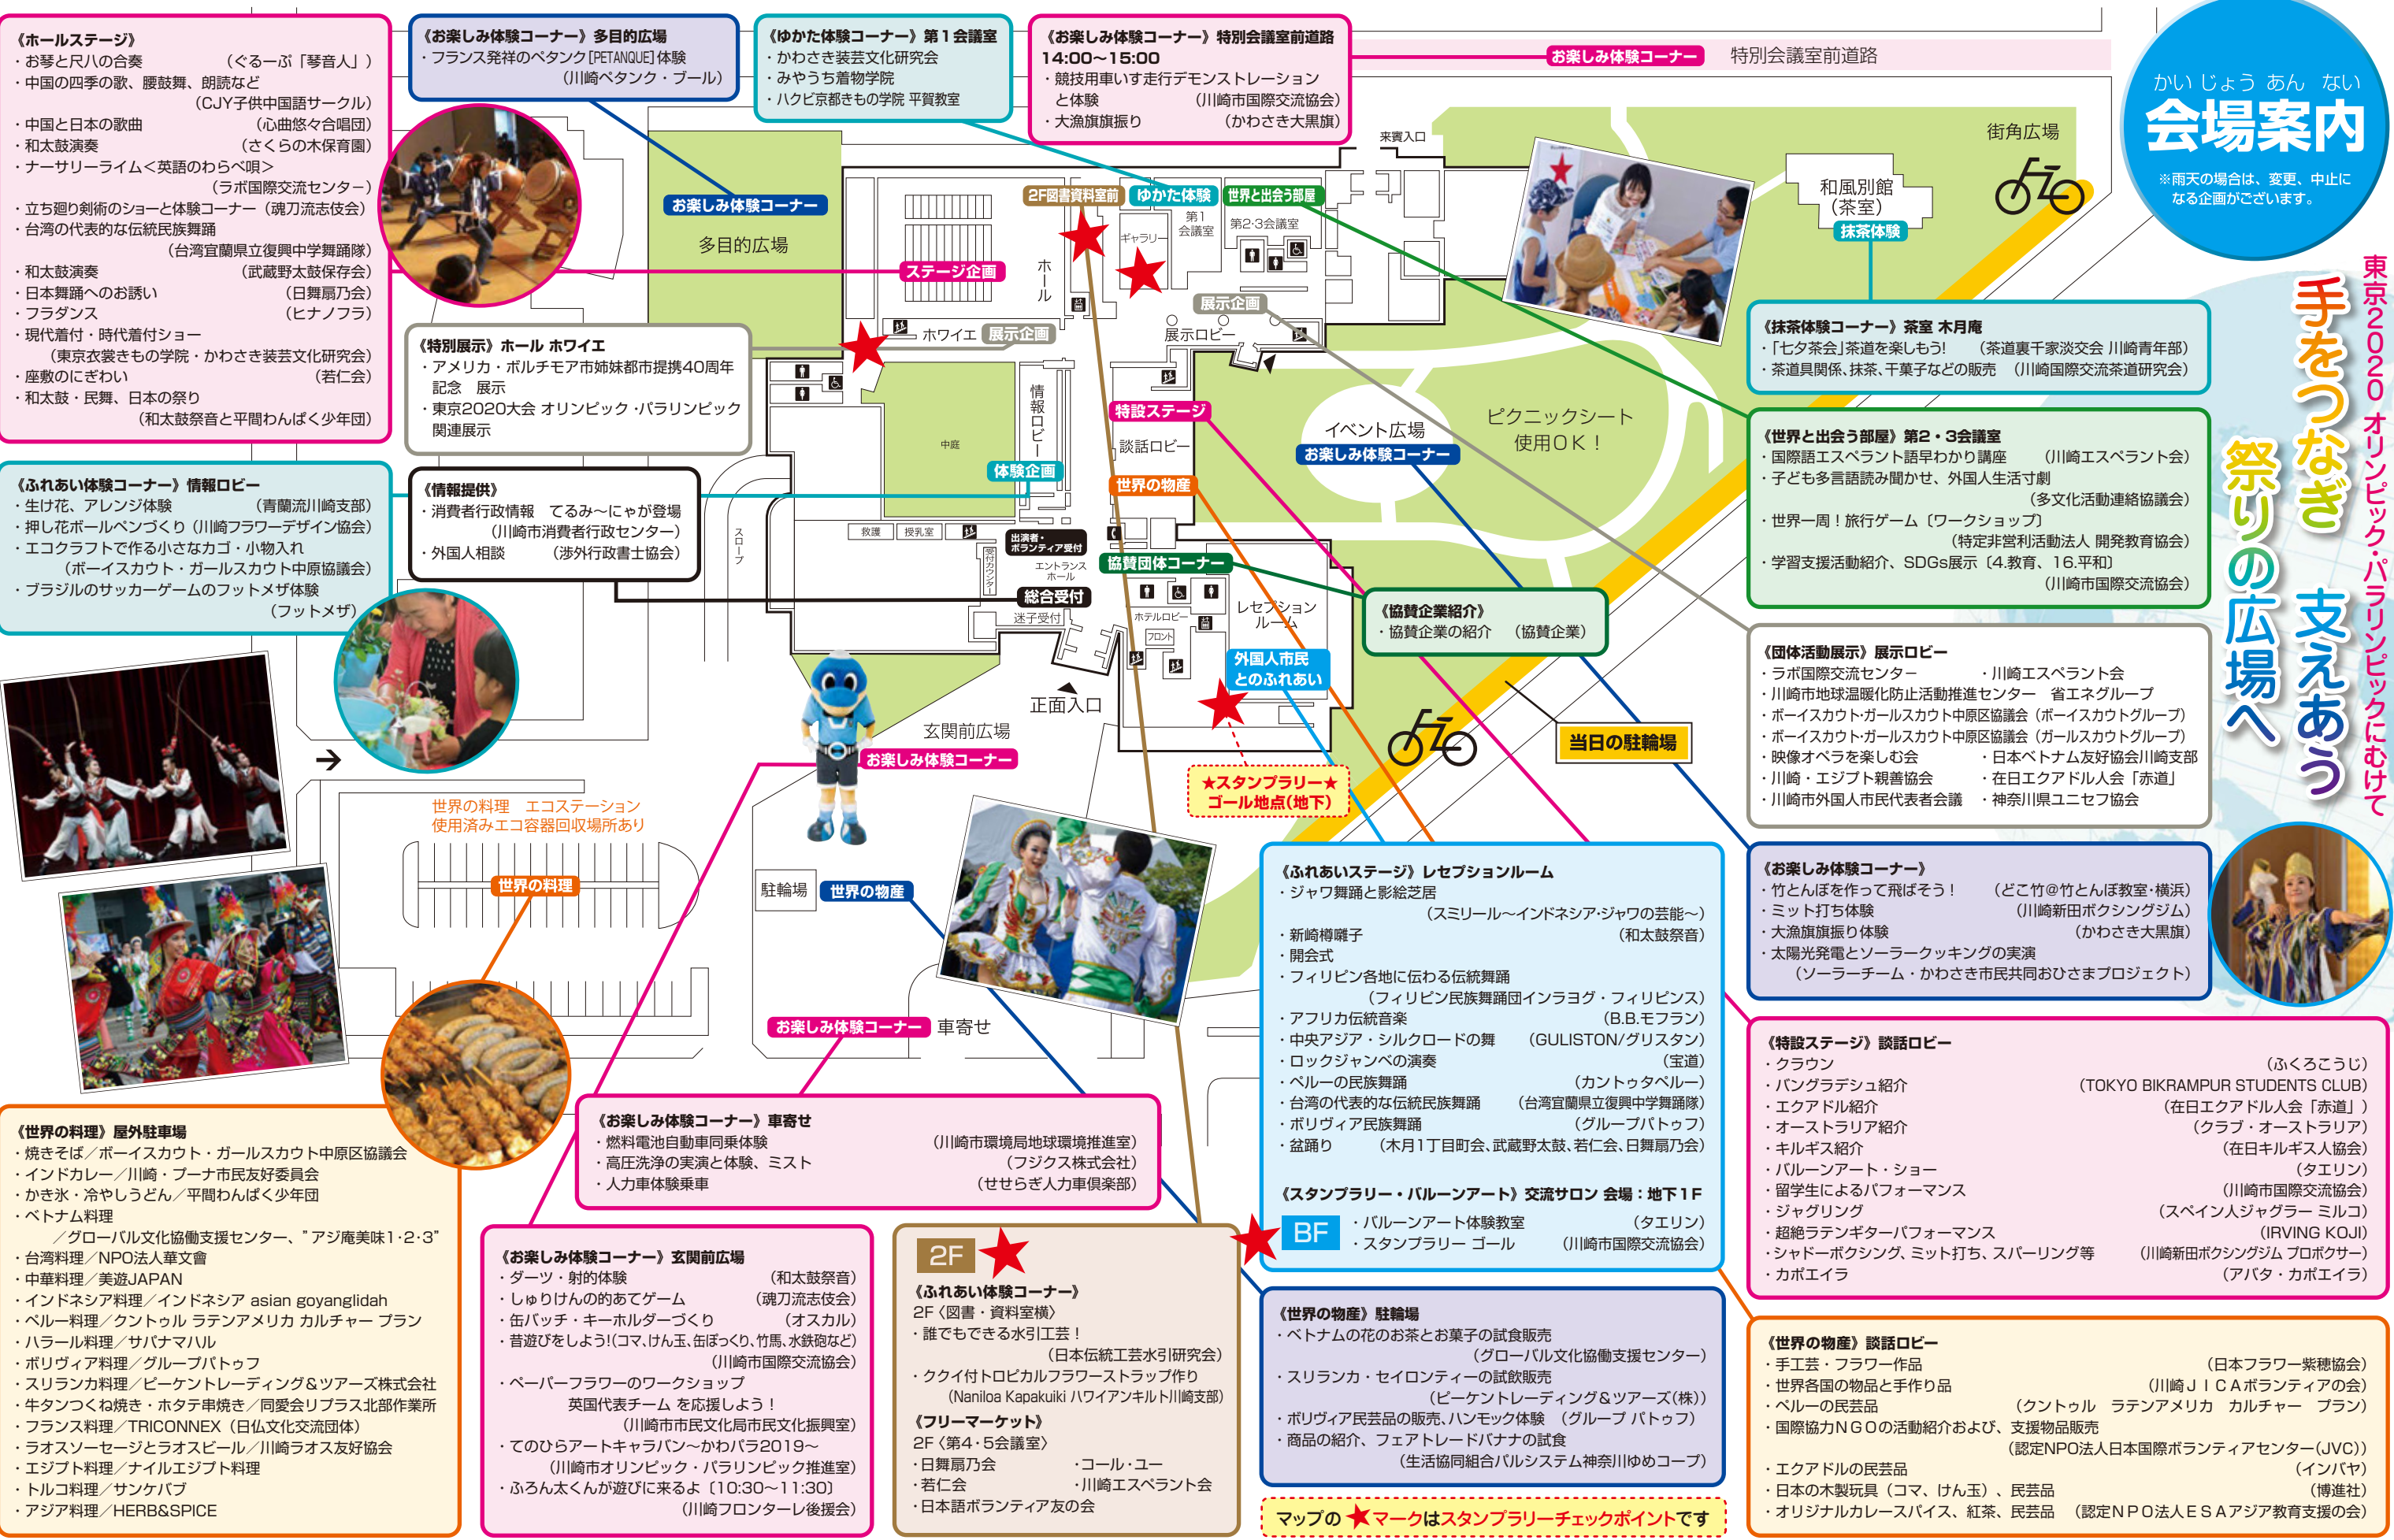 かい じょう あん ない
会場案内
※雨天の場合は、変更、中止に
なる企画がございます。
東京2020 オリンピック・パラリンピックにむけて
手をつなぎ 支えあう
祭りの広場へ
《ホールステージ》
・お琴と尺八の合奏 (ぐるーぷ「琴音人」)
・中国の四季の歌、腰鼓舞、朗読など
(CJY子供中国語サークル)
・中国と日本の歌曲 (心曲悠々合唱団)
・和太鼓演奏 (さくらの木保育園)
・ナーサリーライム<英語のわらべ唄>
(ラボ国際交流センター)
・立ち廻り剣術のショーと体験コーナー (魂刀流志伎会)
・台湾の代表的な伝統民族舞踊
(台湾宜蘭県立復興中学舞踊隊)
・和太鼓演奏 (武蔵野太鼓保存会)
・日本舞踊へのお誘い (日舞扇乃会)
・フラダンス (ヒナノフラ)
・現代着付・時代着付ショー
(東京衣裳きもの学院・かわさき装芸文化研究会)
・座敷のにぎわい (若仁会)
・和太鼓・民舞、日本の祭り
(和太鼓祭音と平間わんぱく少年団)
《お楽しみ体験コーナー》多目的広場
・フランス発祥のペタンク[PETANQUE]体験
(川崎ペタンク・ブール)
《ゆかた体験コーナー》第1会議室
・かわさき装芸文化研究会
・みやうち着物学院
・ハクビ京都きもの学院 平賀教室
《お楽しみ体験コーナー》特別会議室前道路
14:00~15:00
・競技用車いす走行デモンストレーション
と体験 (川崎市国際交流協会)
・大漁旗旗振り (かわさき大黒旗)
お楽しみ体験コーナー 特別会議室前道路
来賓入口
街角広場
和風別館
(茶室)
抹茶体験
お楽しみ体験コーナー
多目的広場
2F図書資料室前
ゆかた体験
世界と出会う部屋
第1
会議室
第2・3会議室
ギャラリー
ステージ企画
ホール
展示企画
展示ロビー
ホワイエ
展示企画
《特別展示》ホール ホワイエ
・アメリカ・ボルチモア市姉妹都市提携40周年
記念 展示
・東京2020大会 オリンピック・パラリンピック
関連展示
《抹茶体験コーナー》茶室 木月庵
・「七夕茶会」茶道を楽しもう! (茶道裏千家淡交会 川崎青年部)
・茶道具関係、抹茶、干菓子などの販売 (川崎国際交流茶道研究会)
情報ロビー
中庭
体験企画
特設ステージ
談話ロビー
世界の物産
イベント広場
お楽しみ体験コーナー
ピクニックシート
使用OK!
《世界と出会う部屋》第2・3会議室
・国際語エスペラント語早わかり講座 (川崎エスペラント会)
・子ども多言語読み聞かせ、外国人生活寸劇
(多文化活動連絡協議会)
・世界一周!旅行ゲーム〔ワークショップ〕
(特定非営利活動法人 開発教育協会)
・学習支援活動紹介、SDGs展示〔4.教育、16.平和〕
(川崎市国際交流協会)
《ふれあい体験コーナー》情報ロビー
・生け花、アレンジ体験 (青蘭流川崎支部)
・押し花ボールペンづくり (川崎フラワーデザイン協会)
・エコクラフトで作る小さなカゴ・小物入れ
(ボーイスカウト・ガールスカウト中原協議会)
・ブラジルのサッカーゲームのフットメザ体験
(フットメザ)
《情報提供》
・消費者行政情報 てるみ~にゃが登場
(川崎市消費者行政センター)
・外国人相談 (渉外行政書士協会)
スロープ
救護
授乳室
受付カウンター
出演者・
ボランティア受付
エントランス
ホール
総合受付
迷子受付
協賛団体コーナー
ホテルロビー
フロント
レセプション
ルーム
外国人市民
とのふれあい
《協賛企業紹介》
・協賛企業の紹介 (協賛企業)
正面入口
玄関前広場
お楽しみ体験コーナー
★スタンプラリー★
ゴール地点(地下)
当日の駐輪場
《団体活動展示》展示ロビー
・ラボ国際交流センター ・川崎エスペラント会
・川崎市地球温暖化防止活動推進センター 省エネグループ
・ボーイスカウト・ガールスカウト中原区協議会 (ボーイスカウトグループ)
・ボーイスカウト・ガールスカウト中原区協議会 (ガールスカウトグループ)
・映像オペラを楽しむ会 ・日本ベトナム友好協会川崎支部
・川崎・エジプト親善協会 ・在日エクアドル人会「赤道」
・川崎市外国人市民代表者会議 ・神奈川県ユニセフ協会
世界の料理 エコステーション
使用済みエコ容器回収場所あり
世界の料理
駐輪場
世界の物産
お楽しみ体験コーナー 車寄せ
《お楽しみ体験コーナー》
・竹とんぼを作って飛ばそう! (どこ竹@竹とんぼ教室・横浜)
・ミット打ち体験 (川崎新田ボクシングジム)
・大漁旗旗振り体験 (かわさき大黒旗)
・太陽光発電とソーラークッキングの実演
(ソーラーチーム・かわさき市民共同おひさまプロジェクト)
《ふれあいステージ》レセプションルーム
・ジャワ舞踊と影絵芝居
(スミリール~インドネシア・ジャワの芸能~)
・新崎樽囃子 (和太鼓祭音)
・開会式
・フィリピン各地に伝わる伝統舞踊
(フィリピン民族舞踊団インラヨグ・フィリピンス)
・アフリカ伝統音楽 (B.B.モフラン)
・中央アジア・シルクロードの舞 (GULISTON/グリスタン)
・ロックジャンベの演奏 (宝道)
・ペルーの民族舞踊 (カントゥタペルー)
・台湾の代表的な伝統民族舞踊 (台湾宜蘭県立復興中学舞踊隊)
・ボリヴィア民族舞踊 (グループパトゥフ)
・盆踊り (木月1丁目町会、武蔵野太鼓、若仁会、日舞扇乃会)
《スタンプラリー・バルーンアート》交流サロン 会場:地下1F
BF
・バルーンアート体験教室 (タエリン)
・スタンプラリー ゴール (川崎市国際交流協会)
《特設ステージ》談話ロビー
・クラウン (ふくろこうじ)
・バングラデシュ紹介 (TOKYO BIKRAMPUR STUDENTS CLUB)
・エクアドル紹介 (在日エクアドル人会「赤道」)
・オーストラリア紹介 (クラブ・オーストラリア)
・キルギス紹介 (在日キルギス人協会)
・バルーンアート・ショー (タエリン)
・留学生によるパフォーマンス (川崎市国際交流協会)
・ジャグリング (スペイン人ジャグラー ミルコ)
・超絶ラテンギターパフォーマンス (IRVING KOJI)
・シャドーボクシング、ミット打ち、スパーリング等 (川崎新田ボクシングジム プロボクサー)
・カポエイラ (アバタ・カポエイラ)
《世界の料理》屋外駐車場
・焼きそば/ボーイスカウト・ガールスカウト中原区協議会
・インドカレー/川崎・プーナ市民友好委員会
・かき氷・冷やしうどん/平間わんぱく少年団
・ベトナム料理
/グローバル文化協働支援センター、"アジ庵美味1・2・3"
・台湾料理/NPO法人華文會
・中華料理/美遊JAPAN
・インドネシア料理/インドネシア asian goyanglidah
・ペルー料理/クントゥル ラテンアメリカ カルチャー プラン
・ハラール料理/サパナマハル
・ボリヴィア料理/グループパトゥフ
・スリランカ料理/ピーケントレーディング&ツアーズ株式会社
・牛タンつくね焼き・ホタテ串焼き/同愛会リプラス北部作業所
・フランス料理/TRICONNEX (日仏文化交流団体)
・ラオスソーセージとラオスビール/川崎ラオス友好協会
・エジプト料理/ナイルエジプト料理
・トルコ料理/サンケバブ
・アジア料理/HERB&SPICE
《お楽しみ体験コーナー》車寄せ
・燃料電池自動車同乗体験 (川崎市環境局地球環境推進室)
・高圧洗浄の実演と体験、ミスト (フジクス株式会社)
・人力車体験乗車 (せせらぎ人力車倶楽部)
《お楽しみ体験コーナー》玄関前広場
・ダーツ・射的体験 (和太鼓祭音)
・しゅりけんの的あてゲーム (魂刀流志伎会)
・缶バッチ・キーホルダーづくり (オスカル)
・昔遊びをしよう!(コマ、けん玉、缶ぽっくり、竹馬、水鉄砲など)
(川崎市国際交流協会)
・ペーパーフラワーのワークショップ
英国代表チーム を応援しよう!
(川崎市市民文化局市民文化振興室)
・てのひらアートキャラバン~かわパラ2019~
(川崎市オリンピック・パラリンピック推進室)
・ふろん太くんが遊びに来るよ〔10:30~11:30〕
(川崎フロンターレ後援会)
2F
《ふれあい体験コーナー》
2F〈図書・資料室横〉
・誰でもできる水引工芸!
(日本伝統工芸水引研究会)
・ククイ付トロピカルフラワーストラップ作り
(Naniloa Kapakuiki ハワイアンキルト川崎支部)
《フリーマーケット》
2F〈第4・5会議室〉
・日舞扇乃会 ・コール・ユー
・若仁会 ・川崎エスペラント会
・日本語ボランティア友の会
《世界の物産》駐輪場
・ベトナムの花のお茶とお菓子の試食販売
(グローバル文化協働支援センター)
・スリランカ・セイロンティーの試飲販売
(ピーケントレーディング&ツアーズ(株))
・ボリヴィア民芸品の販売、ハンモック体験 (グループ パトゥフ)
・商品の紹介、フェアトレードバナナの試食
(生活協同組合パルシステム神奈川ゆめコープ)
マップの★マークはスタンプラリーチェックポイントです
《世界の物産》談話ロビー
・手工芸・フラワー作品 (日本フラワー紫穂協会)
・世界各国の物品と手作り品 (川崎JICAボランティアの会)
・ペルーの民芸品 (クントゥル ラテンアメリカ カルチャー プラン)
・国際協力NGOの活動紹介および、支援物品販売
(認定NPO法人日本国際ボランティアセンター(JVC))
・エクアドルの民芸品 (インバヤ)
・日本の木製玩具 (コマ、けん玉)、民芸品 (博進社)
・オリジナルカレースパイス、紅茶、民芸品 (認定NPO法人ESAアジア教育支援の会)